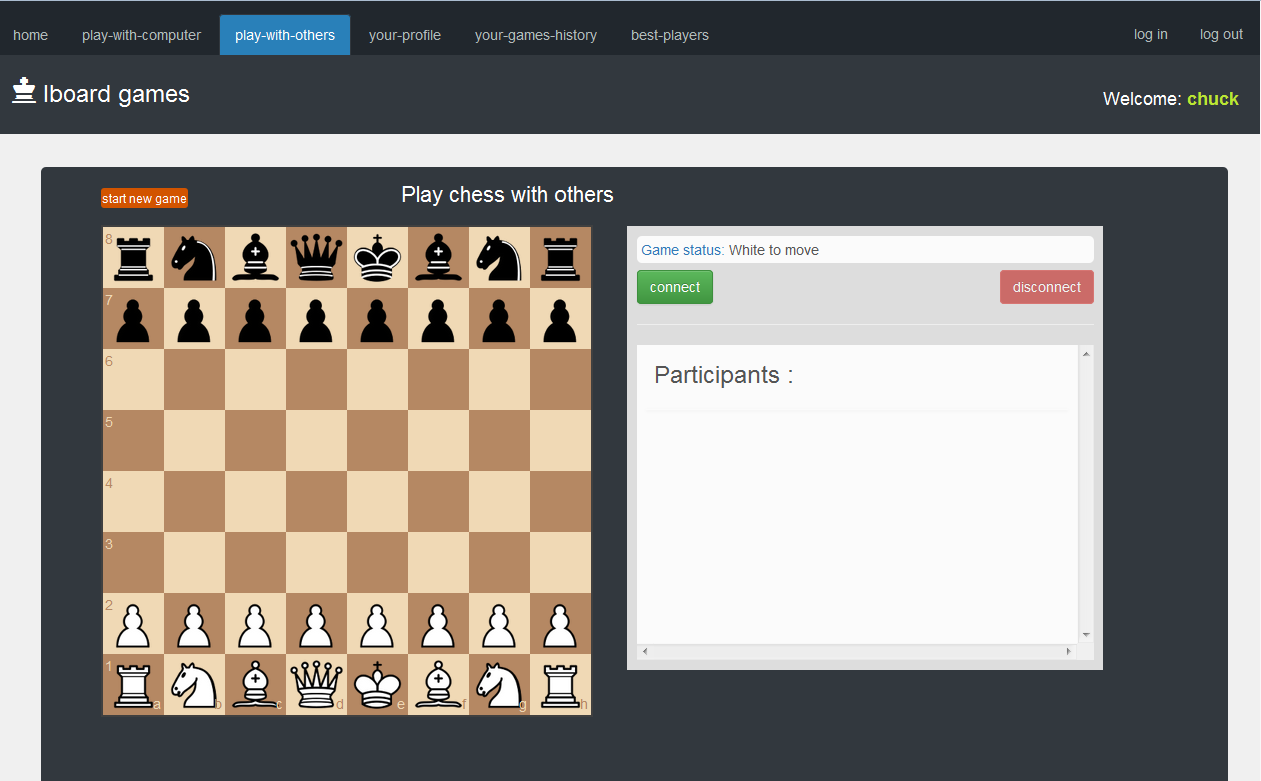 home play-with-computer play-with-others your-profile your-games-history best-players log in log out
Iboard games
Welcome: chuck
start new game
Play chess with others
8
7
6
5
4
3
2
1
a b c d e f g h
Game status: White to move
connect disconnect
Participants :